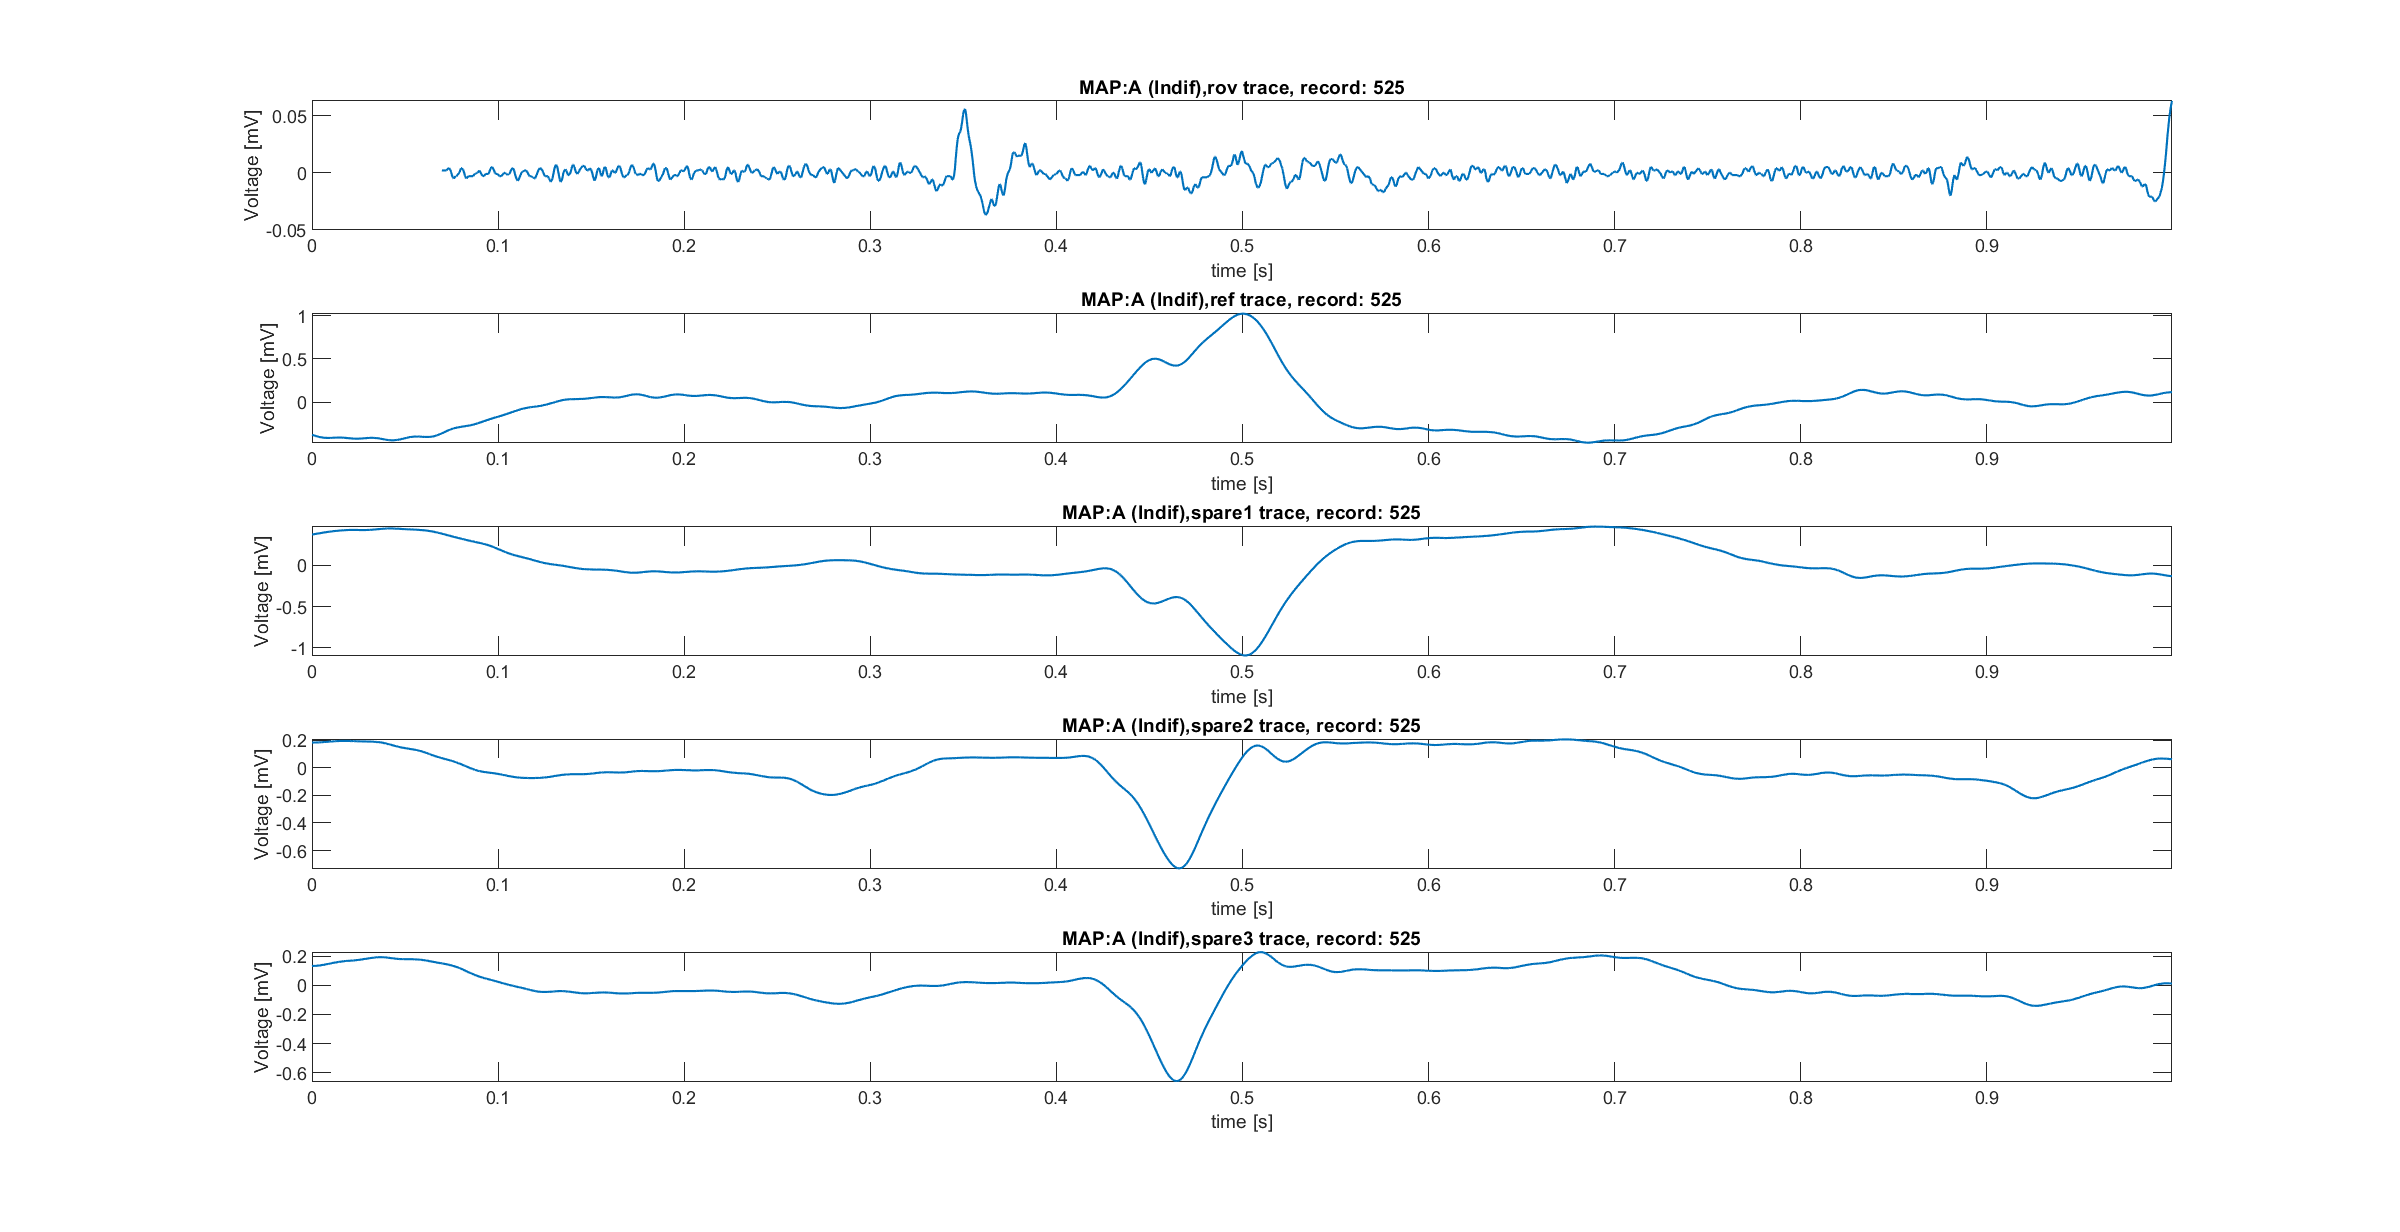 MAP:A (Indif),rov trace, record: 525
Voltage [mV]
0.05
0
-0.05
0 0.1 0.2 0.3 0.4 0.5 0.6 0.7 0.8 0.9
time [s]
MAP:A (Indif),ref trace, record: 525
Voltage [mV]
1
0.5
0
0 0.1 0.2 0.3 0.4 0.5 0.6 0.7 0.8 0.9
time [s]
MAP:A (Indif),spare1 trace, record: 525
Voltage [mV]
0
-0.5
-1
0 0.1 0.2 0.3 0.4 0.5 0.6 0.7 0.8 0.9
time [s]
MAP:A (Indif),spare2 trace, record: 525
Voltage [mV]
0.2
0
-0.2
-0.4
-0.6
0 0.1 0.2 0.3 0.4 0.5 0.6 0.7 0.8 0.9
time [s]
MAP:A (Indif),spare3 trace, record: 525
Voltage [mV]
0.2
0
-0.2
-0.4
-0.6
0 0.1 0.2 0.3 0.4 0.5 0.6 0.7 0.8 0.9
time [s]